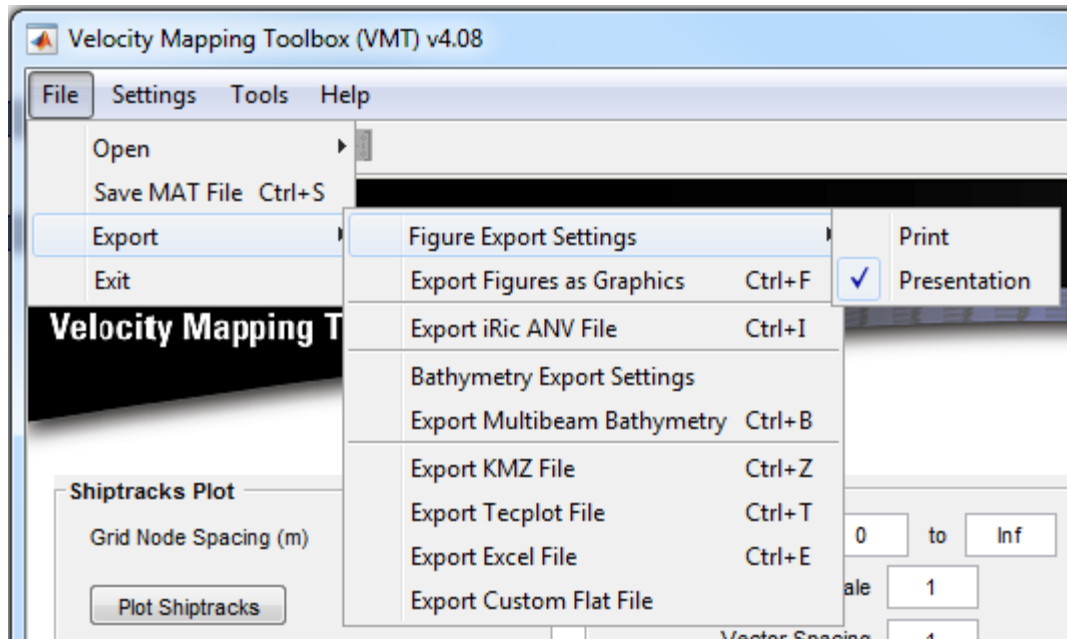 Velocity Mapping Toolbox (VMT) v4.08
File Settings Tools Help
Open
Save MAT File Ctrl+S
Export
Exit
Figure Export Settings
Export Figures as Graphics Ctrl+F
Export iRic ANV File Ctrl+I
Bathymetry Export Settings
Export Multibeam Bathymetry Ctrl+B
Export KMZ File Ctrl+Z
Export Tecplot File Ctrl+T
Export Excel File Ctrl+E
Export Custom Flat File
Print
Presentation
Velocity Mapping T
Shiptracks Plot
Grid Node Spacing (m)
Plot Shiptracks
0 to Inf
ale 1
Vector Spacing 1